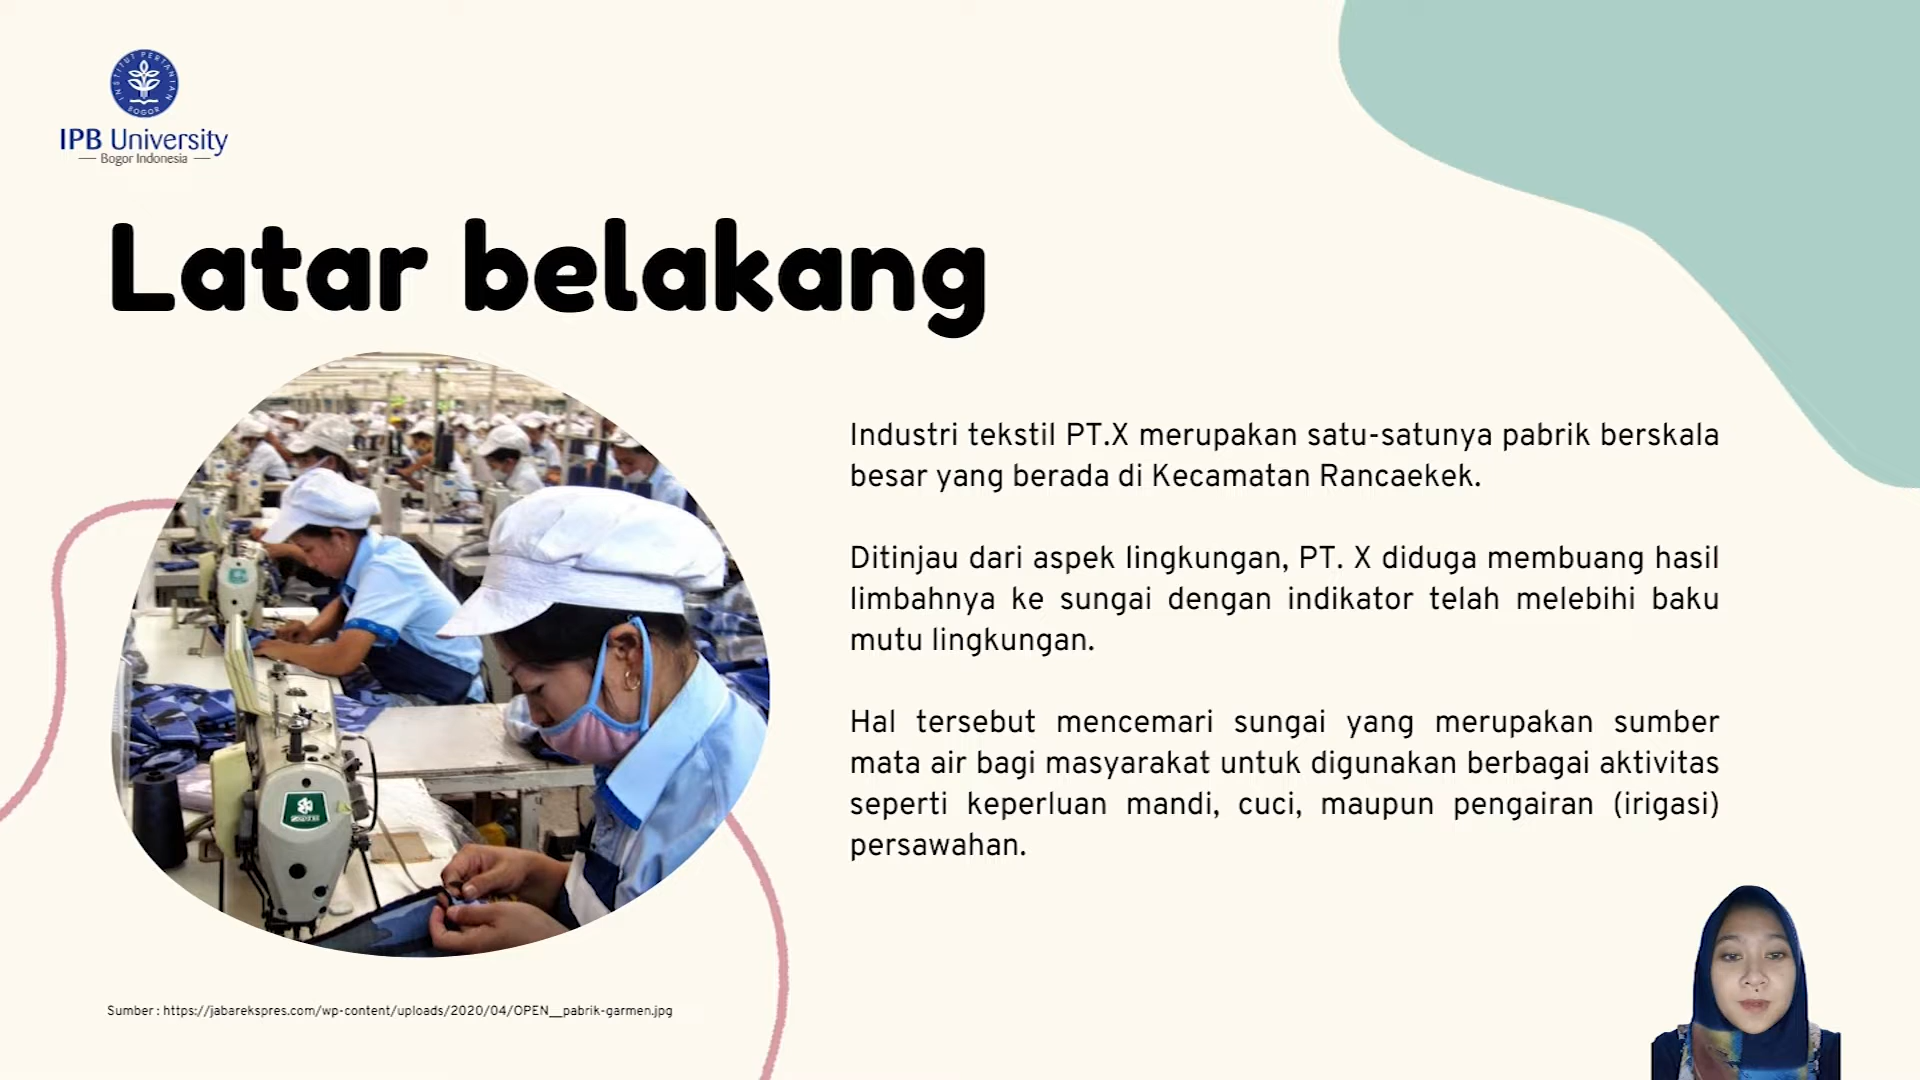 INSTITUT PERTANIAN
BOGOR
IPB University
Bogor Indonesia
Latar belakang
Industri tekstil PT.X merupakan satu-satunya pabrik berskala
besar yang berada di Kecamatan Rancaekek.
Ditinjau dari aspek lingkungan, PT. X diduga membuang hasil
limbahnya ke sungai dengan indikator telah melebihi baku
mutu lingkungan.
Hal tersebut mencemari sungai yang merupakan sumber
mata air bagi masyarakat untuk digunakan berbagai aktivitas
seperti keperluan mandi, cuci, maupun pengairan (irigasi)
persawahan.
Sumber : https://jabarekspres.com/wp-content/uploads/2020/04/OPEN__pabrik-garmen.jpg